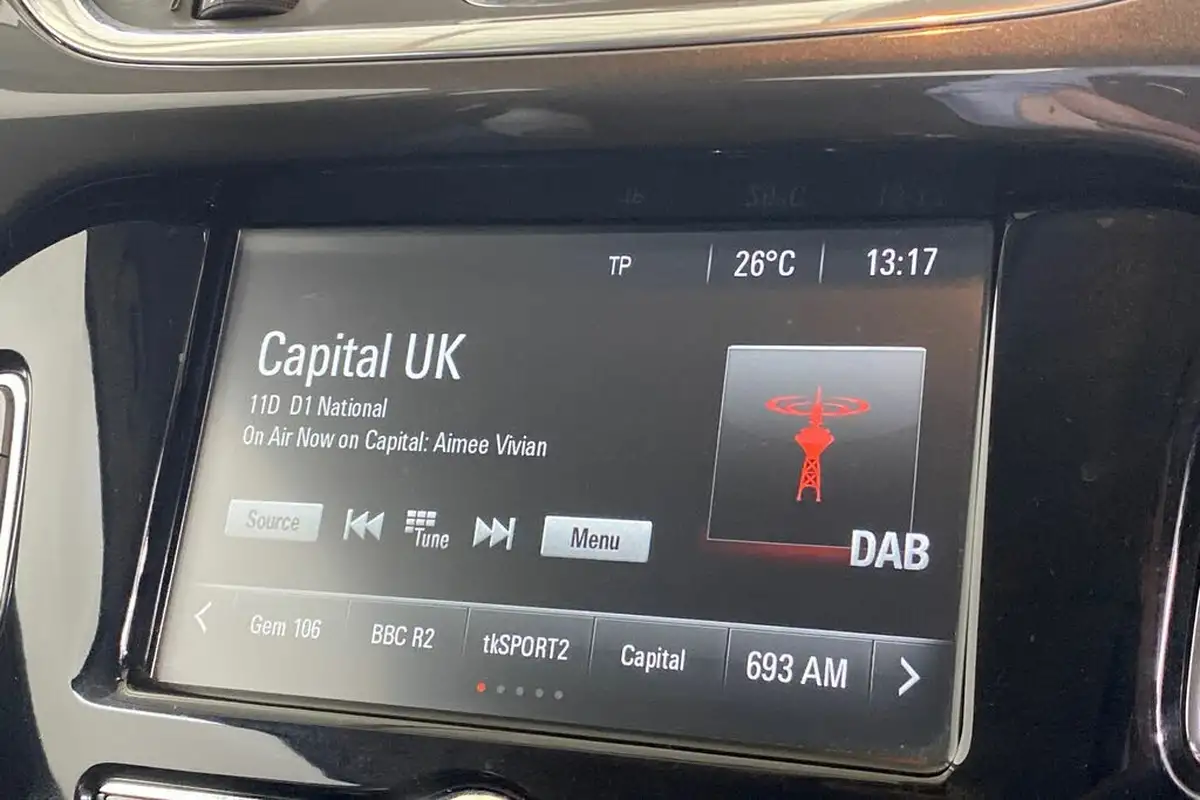 TP 26°C 13:17
Capital UK
11D D1 National
On Air Now on Capital: Aimee Vivian
Source Tune Menu
DAB
Gem 106 BBC R2 tkSPORT2 Capital 693 AM